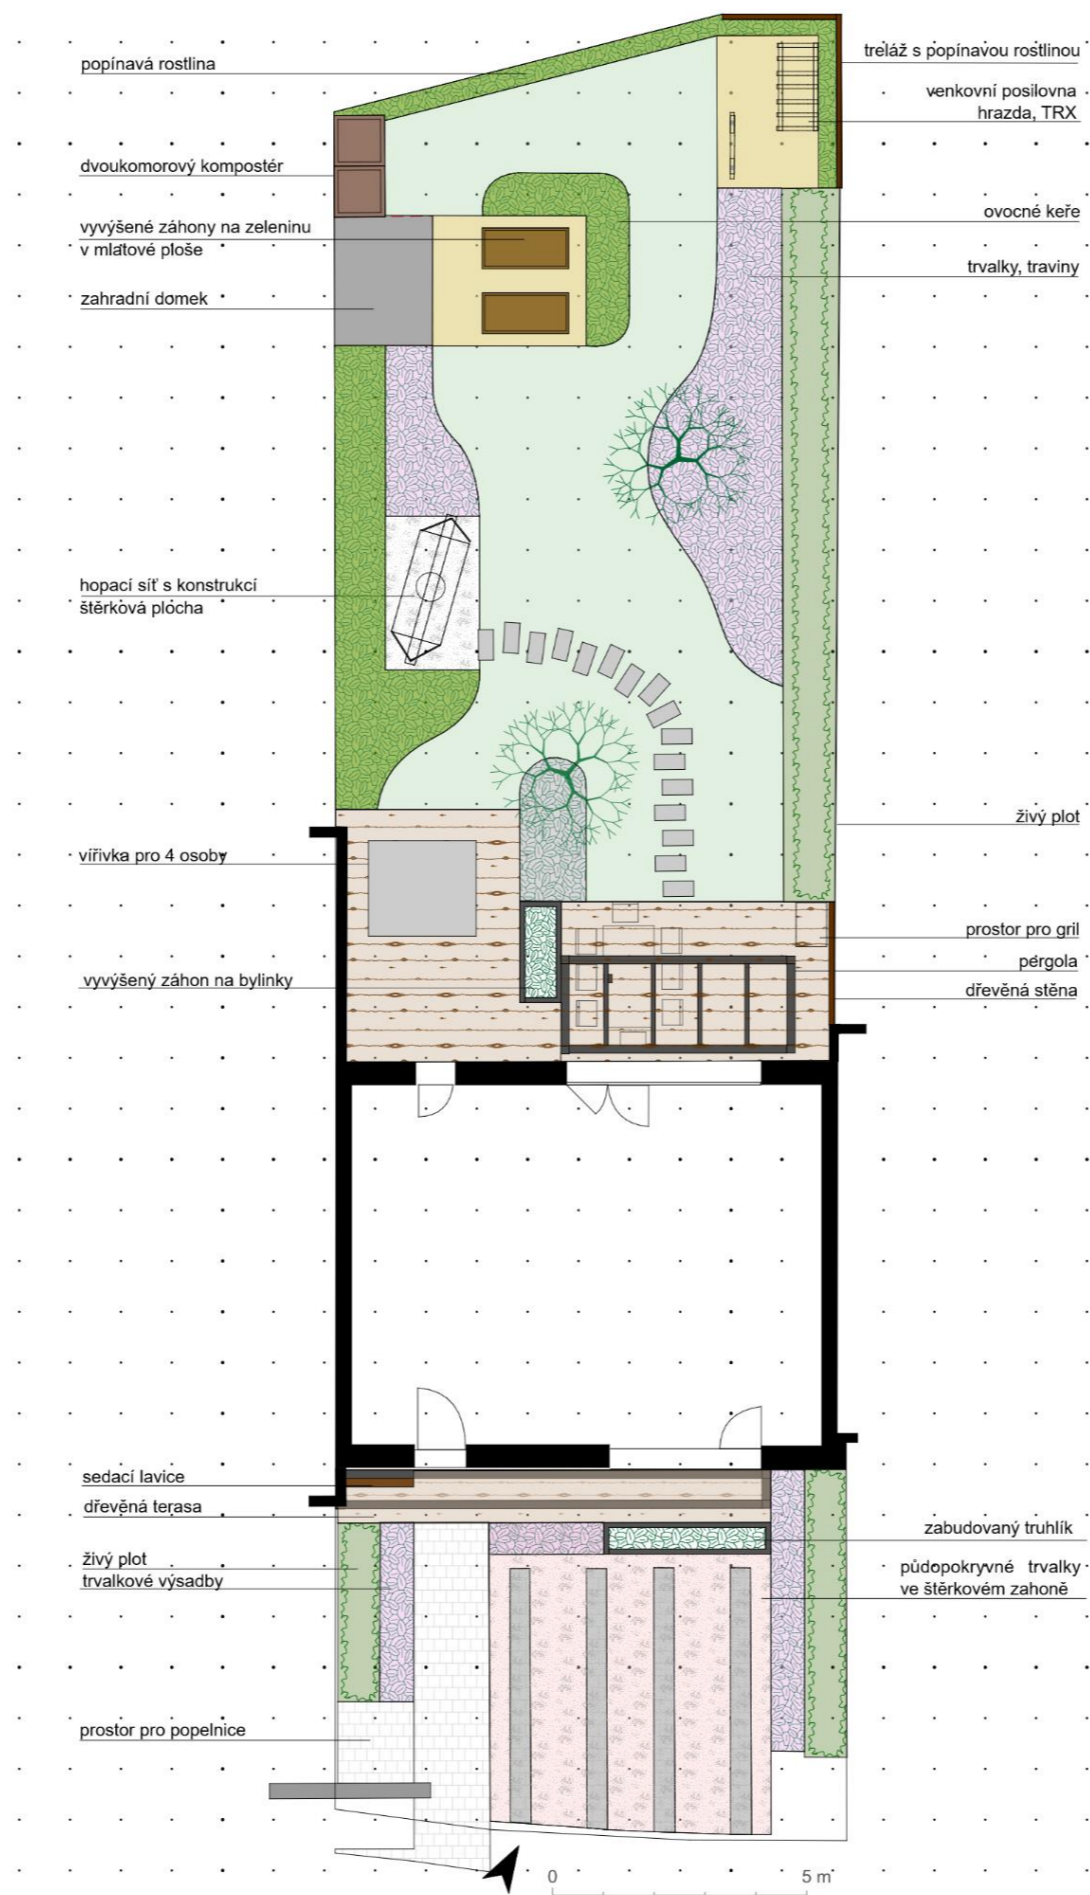 popínavá rostlina
treláž s popínavou rostlinou
venkovní posilovna
hrazda, TRX
dvoukomorový kompostér
ovocné keře
vyvýšené záhony na zeleninu
v mlatové ploše
trvalky, traviny
zahradní domek
hopací síť s konstrukcí
štěrková plocha
živý plot
vířivka pro 4 osoby
prostor pro gril
pergola
vyvýšený záhon na bylinky
dřevěná stěna
sedací lavice
dřevěná terasa
zabudovaný truhlík
živý plot
trvalkové výsadby
půdopokryvné trvalky
ve štěrkovém zahoně
prostor pro popelnice
0 5 m